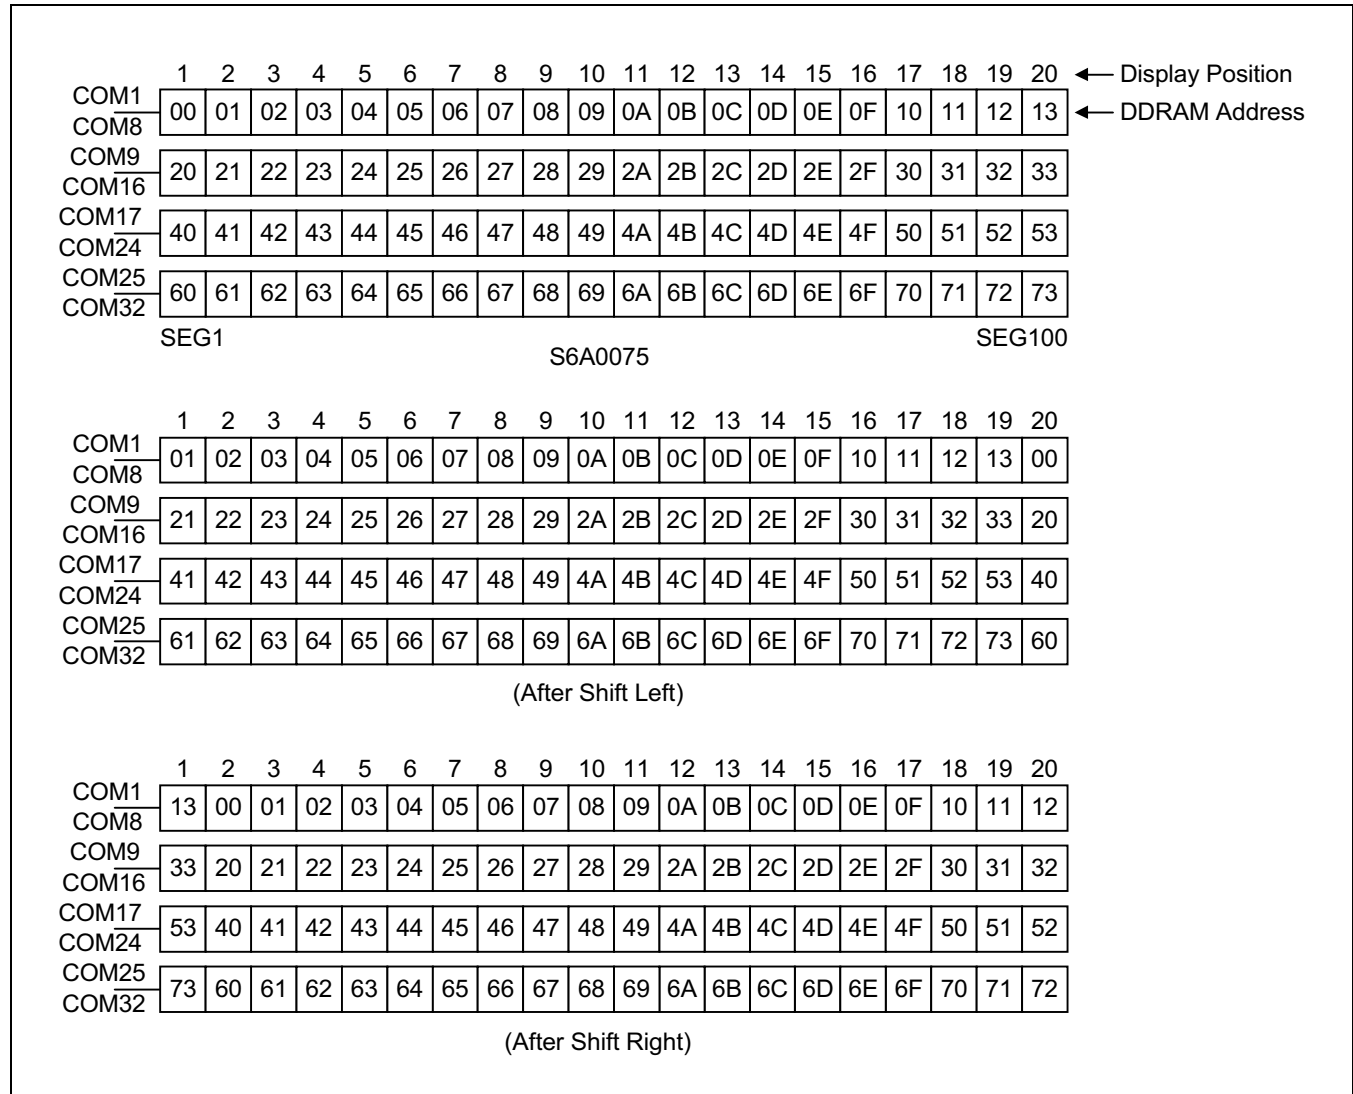 1 2 3 4 5 6 7 8 9 10 11 12 13 14 15 16 17 18 19 20 Display Position
COM1
00 01 02 03 04 05 06 07 08 09 0A 0B 0C 0D 0E 0F 10 11 12 13 DDRAM Address
COM8
COM9
20 21 22 23 24 25 26 27 28 29 2A 2B 2C 2D 2E 2F 30 31 32 33
COM16
COM17
40 41 42 43 44 45 46 47 48 49 4A 4B 4C 4D 4E 4F 50 51 52 53
COM24
COM25
60 61 62 63 64 65 66 67 68 69 6A 6B 6C 6D 6E 6F 70 71 72 73
COM32
SEG1 SEG100
S6A0075
1 2 3 4 5 6 7 8 9 10 11 12 13 14 15 16 17 18 19 20
COM1
01 02 03 04 05 06 07 08 09 0A 0B 0C 0D 0E 0F 10 11 12 13 00
COM8
COM9
21 22 23 24 25 26 27 28 29 2A 2B 2C 2D 2E 2F 30 31 32 33 20
COM16
COM17
41 42 43 44 45 46 47 48 49 4A 4B 4C 4D 4E 4F 50 51 52 53 40
COM24
COM25
61 62 63 64 65 66 67 68 69 6A 6B 6C 6D 6E 6F 70 71 72 73 60
COM32
(After Shift Left)
1 2 3 4 5 6 7 8 9 10 11 12 13 14 15 16 17 18 19 20
COM1
13 00 01 02 03 04 05 06 07 08 09 0A 0B 0C 0D 0E 0F 10 11 12
COM8
COM9
33 20 21 22 23 24 25 26 27 28 29 2A 2B 2C 2D 2E 2F 30 31 32
COM16
COM17
53 40 41 42 43 44 45 46 47 48 49 4A 4B 4C 4D 4E 4F 50 51 52
COM24
COM25
73 60 61 62 63 64 65 66 67 68 69 6A 6B 6C 6D 6E 6F 70 71 72
COM32
(After Shift Right)